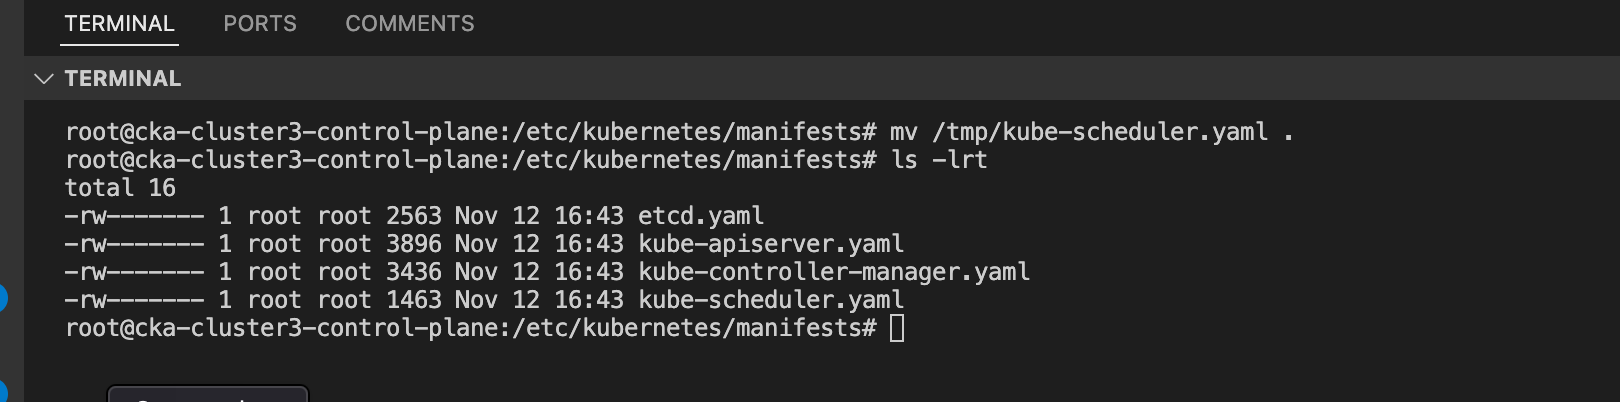 TERMINAL PORTS COMMENTS
TERMINAL
root@cka-cluster3-control-plane:/etc/kubernetes/manifests# mv /tmp/kube-scheduler.yaml .
root@cka-cluster3-control-plane:/etc/kubernetes/manifests# ls -lrt
total 16
-rw------- 1 root root 2563 Nov 12 16:43 etcd.yaml
-rw------- 1 root root 3896 Nov 12 16:43 kube-apiserver.yaml
-rw------- 1 root root 3436 Nov 12 16:43 kube-controller-manager.yaml
-rw------- 1 root root 1463 Nov 12 16:43 kube-scheduler.yaml
root@cka-cluster3-control-plane:/etc/kubernetes/manifests#